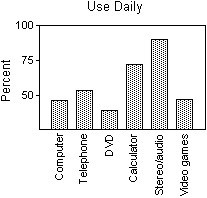 Use Daily
Percent
100
75
50
Computer
Telephone
DVD
Calculator
Stereo/audio
Video games